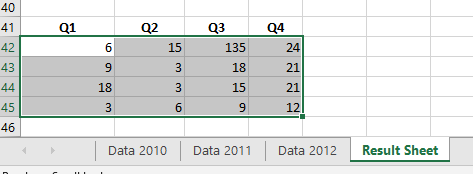 40
41 Q1 Q2 Q3 Q4
42 6 15 135 24
43 9 3 18 21
44 18 3 15 21
45 3 6 9 12
46
Data 2010 Data 2011 Data 2012 Result Sheet